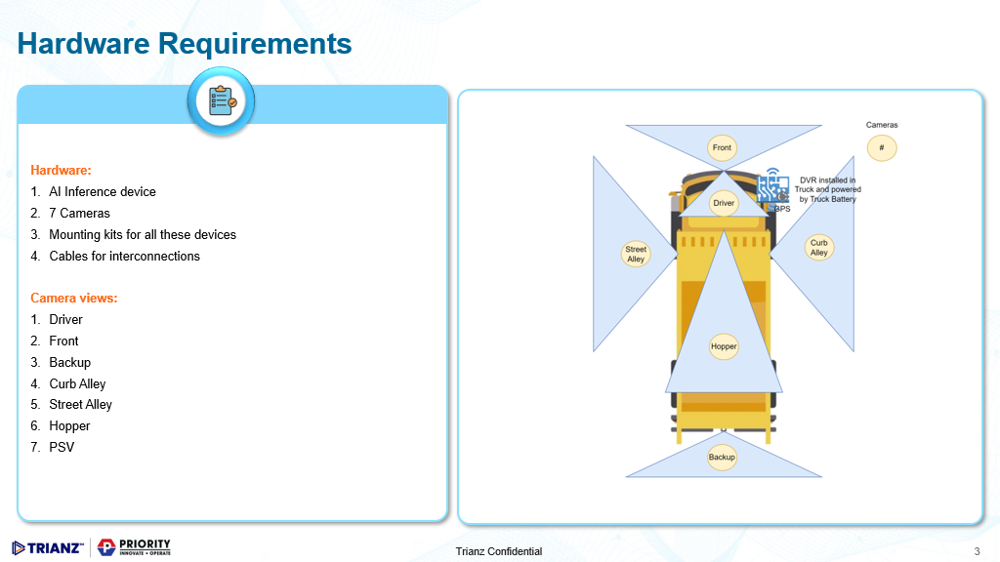 Hardware Requirements
Hardware:
1. AI Inference device
2. 7 Cameras
3. Mounting kits for all these devices
4. Cables for interconnections
Camera views:
1. Driver
2. Front
3. Backup
4. Curb Alley
5. Street Alley
6. Hopper
7. PSV
Cameras
#
Front
DVR installed in
Truck and powered
by Truck Battery
GPS
Driver
Street
Alley
Curb
Alley
Hopper
Backup
TRIANZ™
PRIORITY
INNOVATE • OPERATE
Trianz Confidential
3